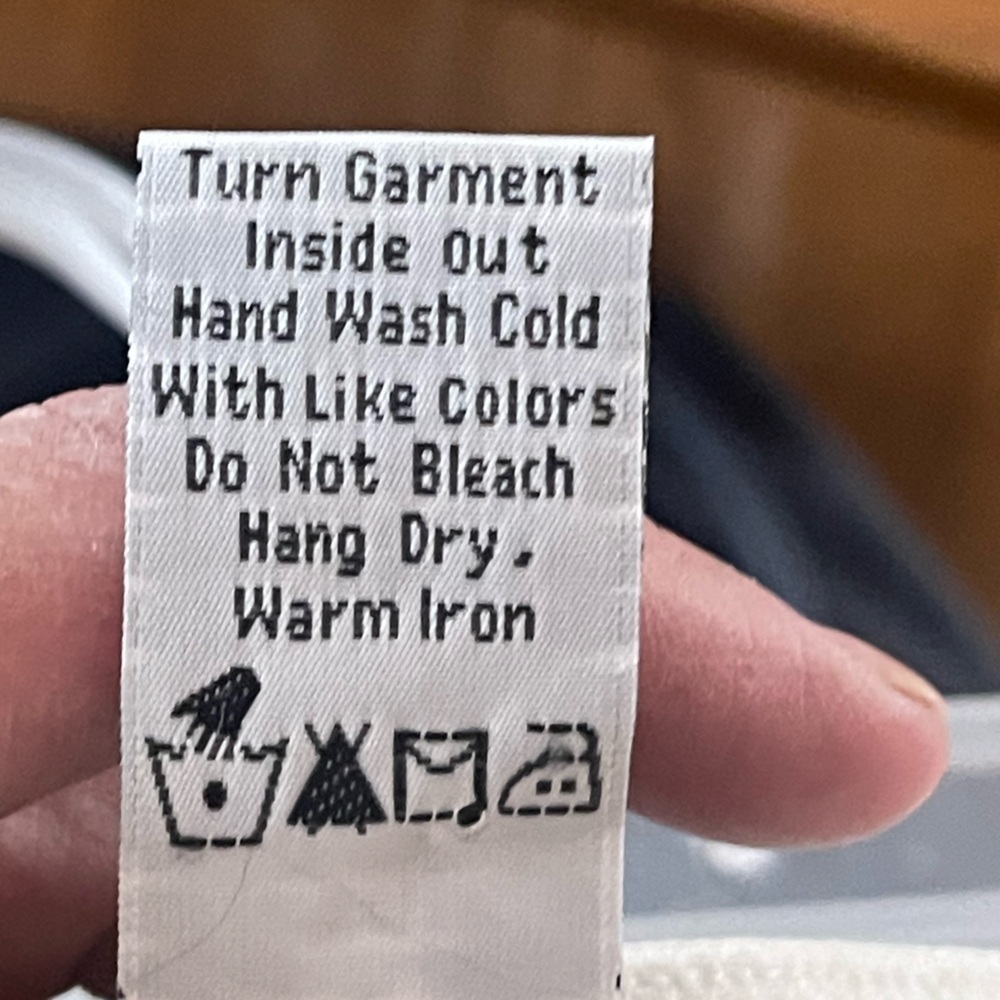 Turn Garment
Inside out
Hand Wash Cold
With Like Colors
Do Not Bleach
Hang Dry.
Warm Iron